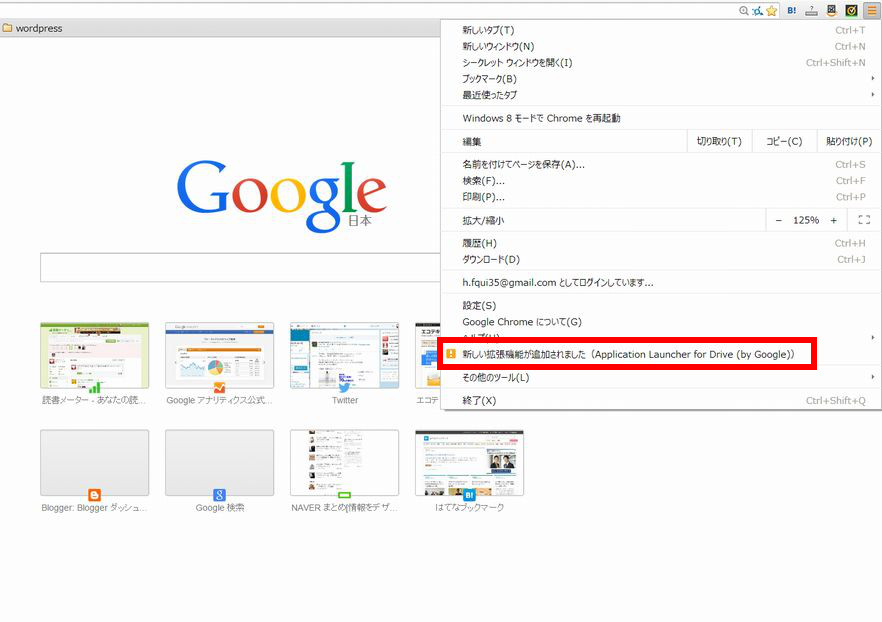 B!
wordpress
Google
日本
新しいタブ(T) Ctrl+T
新しいウィンドウ(N) Ctrl+N
シークレット ウィンドウを開く(I) Ctrl+Shift+N
ブックマーク(B)
最近使ったタブ
Windows 8 モードで Chrome を再起動
編集 切り取り(T) コピー(C) 貼り付け(P)
名前を付けてページを保存(A)... Ctrl+S
検索(F)... Ctrl+F
印刷(P)... Ctrl+P
拡大/縮小 − 125% +
履歴(H) Ctrl+H
ダウンロード(D) Ctrl+J
h.fqui35@gmail.com としてログインしています...
設定(S)
Google Chrome について(G)
新しい拡張機能が追加されました（Application Launcher for Drive (by Google)）
その他のツール(L)
終了(X) Ctrl+Shift+Q
読書メーター - あなたの読...
Google アナリティクス公式...
Twitter
エコテ
Blogger: Blogger ダッシュ...
Google 検索
NAVER まとめ[情報をデザ...
はてなブックマーク